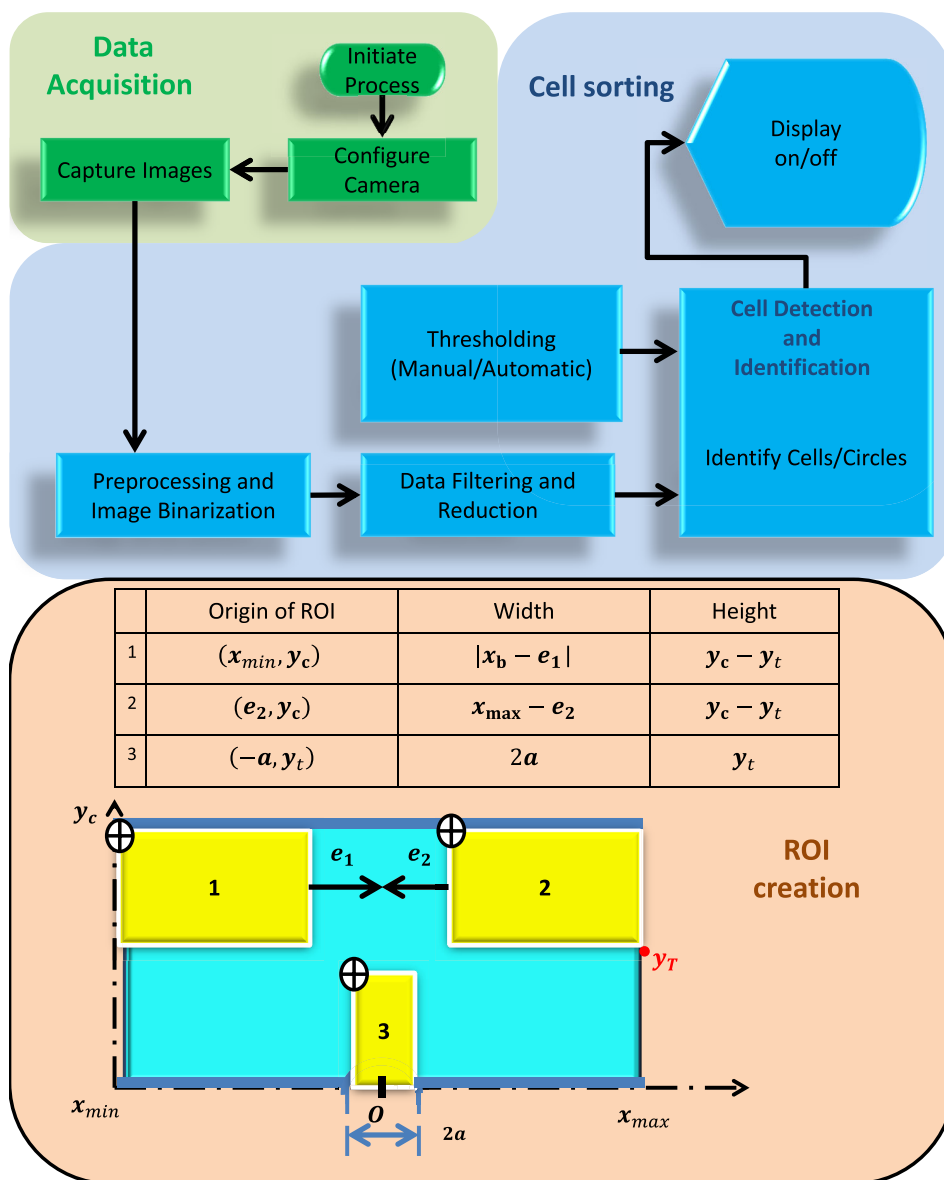 Data
Acquisition
Initiate
Process
Configure
Camera
Capture Images
Cell sorting
Display
on/off
Thresholding
(Manual/Automatic)
Cell Detection
and
Identification
Identify Cells/Circles
Preprocessing and
Image Binarization
Data Filtering and
Reduction
Origin of ROI Width Height
1 (x_min, y_c) |x_b − e_1| y_c − y_t
2 (e_2, y_c) x_max − e_2 y_c − y_t
3 (−a, y_t) 2a y_t
y_c
e_1 e_2
1 2
ROI
creation
y_T
3
x_min O x_max
2a